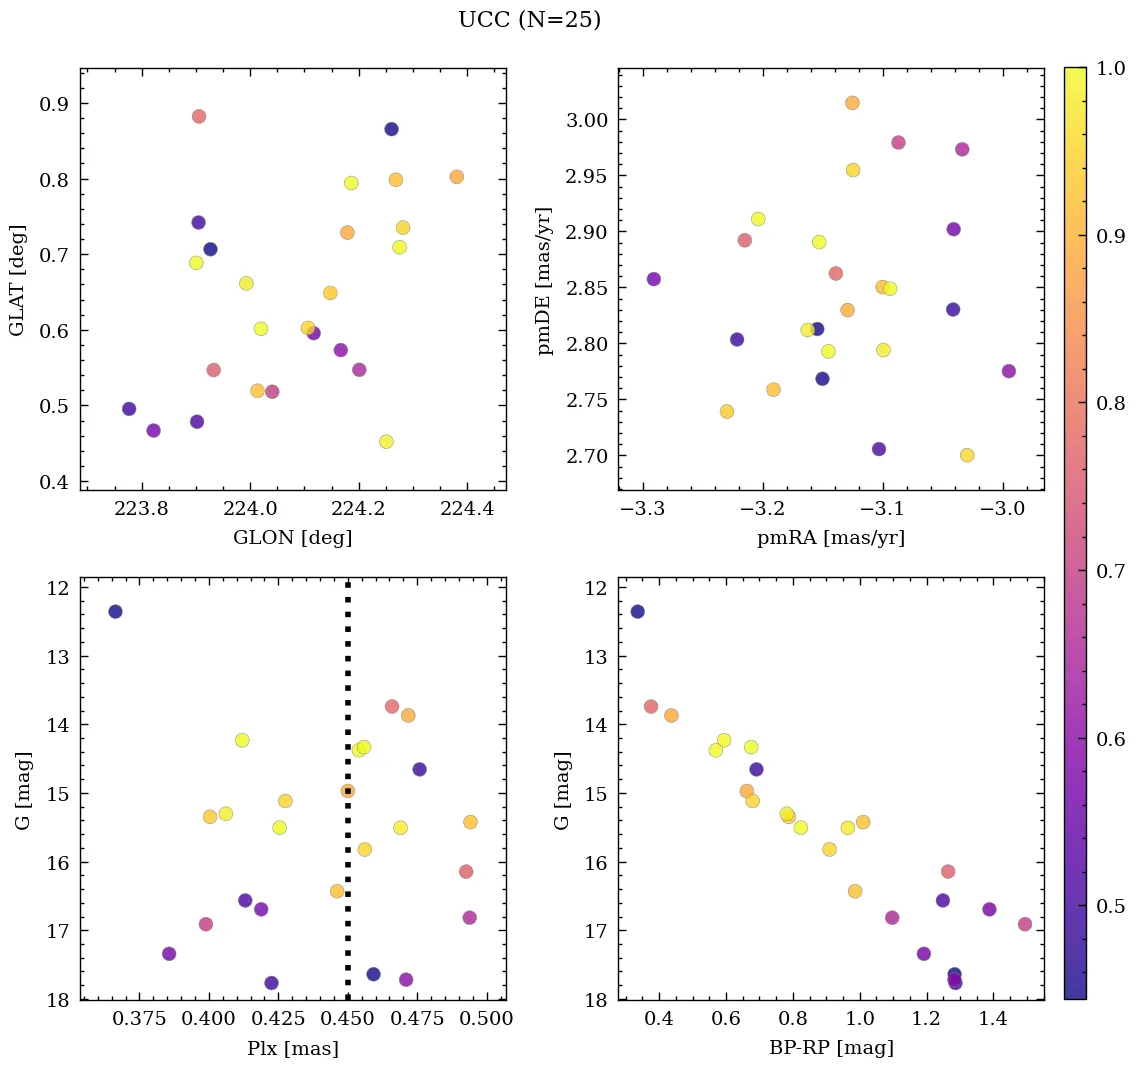 UCC (N=25)
0.9
0.8
0.7
0.6
0.5
0.4
GLAT [deg]
223.8 224.0 224.2 224.4
GLON [deg]
3.00
2.95
2.90
2.85
2.80
2.75
2.70
pmDE [mas/yr]
−3.3 −3.2 −3.1 −3.0
pmRA [mas/yr]
12
13
14
15
16
17
18
G [mag]
0.375 0.400 0.425 0.450 0.475 0.500
Plx [mas]
12
13
14
15
16
17
18
G [mag]
0.4 0.6 0.8 1.0 1.2 1.4
BP-RP [mag]
1.0
0.9
0.8
0.7
0.6
0.5